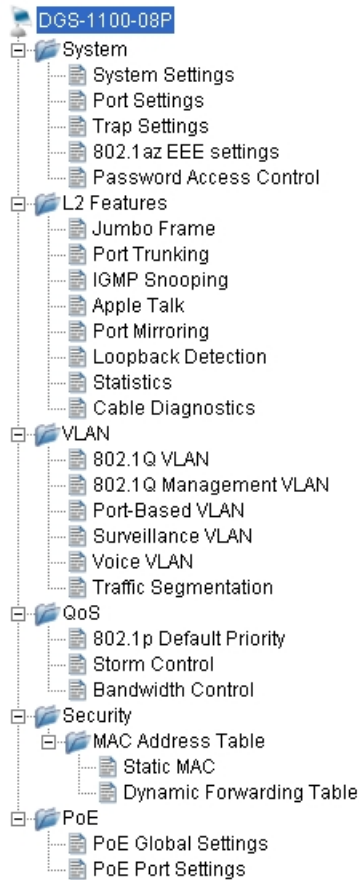 DGS-1100-08P
System
System Settings
Port Settings
Trap Settings
802.1az EEE settings
Password Access Control
L2 Features
Jumbo Frame
Port Trunking
IGMP Snooping
Apple Talk
Port Mirroring
Loopback Detection
Statistics
Cable Diagnostics
VLAN
802.1Q VLAN
802.1Q Management VLAN
Port-Based VLAN
Surveillance VLAN
Voice VLAN
Traffic Segmentation
QoS
802.1p Default Priority
Storm Control
Bandwidth Control
Security
MAC Address Table
Static MAC
Dynamic Forwarding Table
PoE
PoE Global Settings
PoE Port Settings